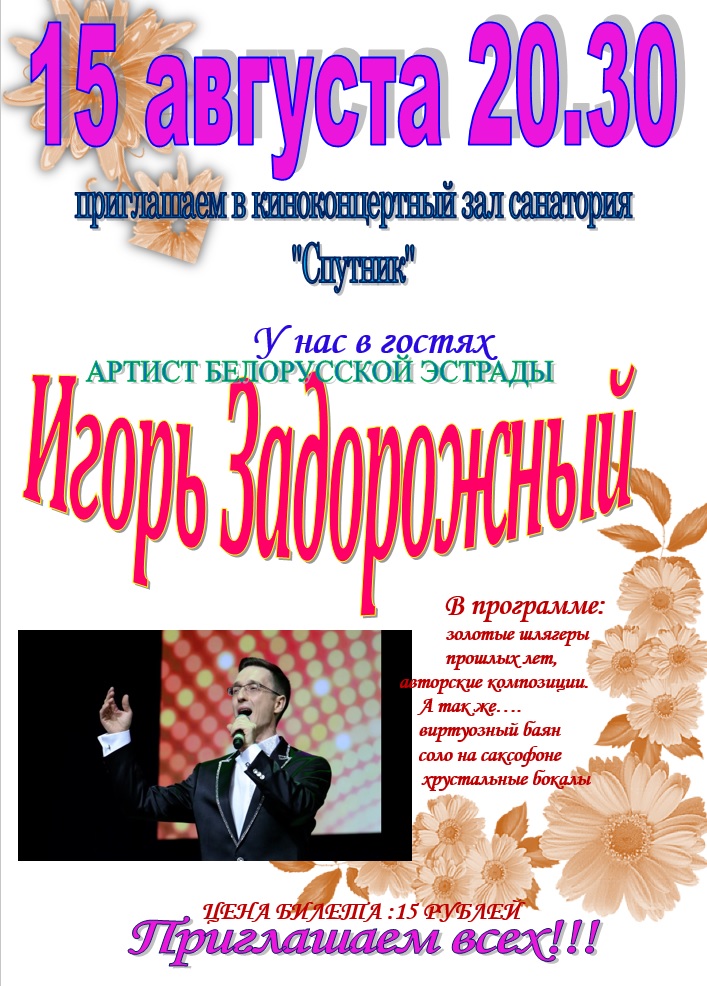 15 августа 20.30
приглашаем в киноконцертный зал санатория
"Спутник"
У нас в гостях
АРТИСТ БЕЛОРУССКОЙ ЭСТРАДЫ
Игорь Задорожный
В программе:
золотые шлягеры
прошлых лет,
авторские композиции.
А так же....
виртуозный баян
соло на саксофоне
хрустальные бокалы
ЦЕНА БИЛЕТА :15 РУБЛЕЙ
Приглашаем всех!!!